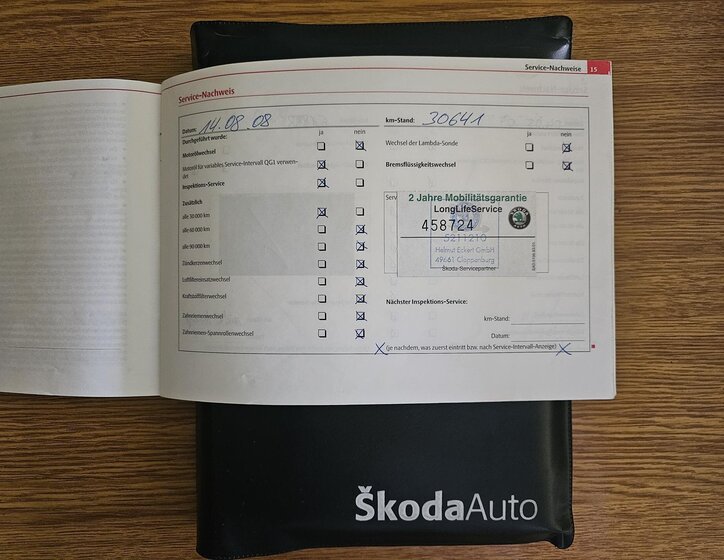 Service-Nachweise 15
Service-Nachweis
Datum: 14.08.08
km-Stand: 30641
Durchgeführt wurde: ja nein
ja nein
Motorölwechsel
Wechsel der Lambda-Sonde
Motoröl für variables Service-Intervall QG1 verwen-
det
Bremsflüssigkeitswechsel
Inspektions-Service
Zusätzlich
alle 30 000 km
alle 60 000 km
alle 90 000 km
Zündkerzenwechsel
Luftfiltereinsatzwechsel
Kraftstofffilterwechsel
Zahnriemenwechsel
Zahnriemen-Spannrollenwechsel
2 Jahre Mobilitätsgarantie
LongLifeService
458724
5211210
Helmut Eckert GmbH
49661 Cloppenburg
Škoda-Servicepartner
Nächster Inspektions-Service:
km-Stand:
Datum:
X (je nachdem, was zuerst eintritt bzw. nach Service-Intervall-Anzeige) X
ŠkodaAuto